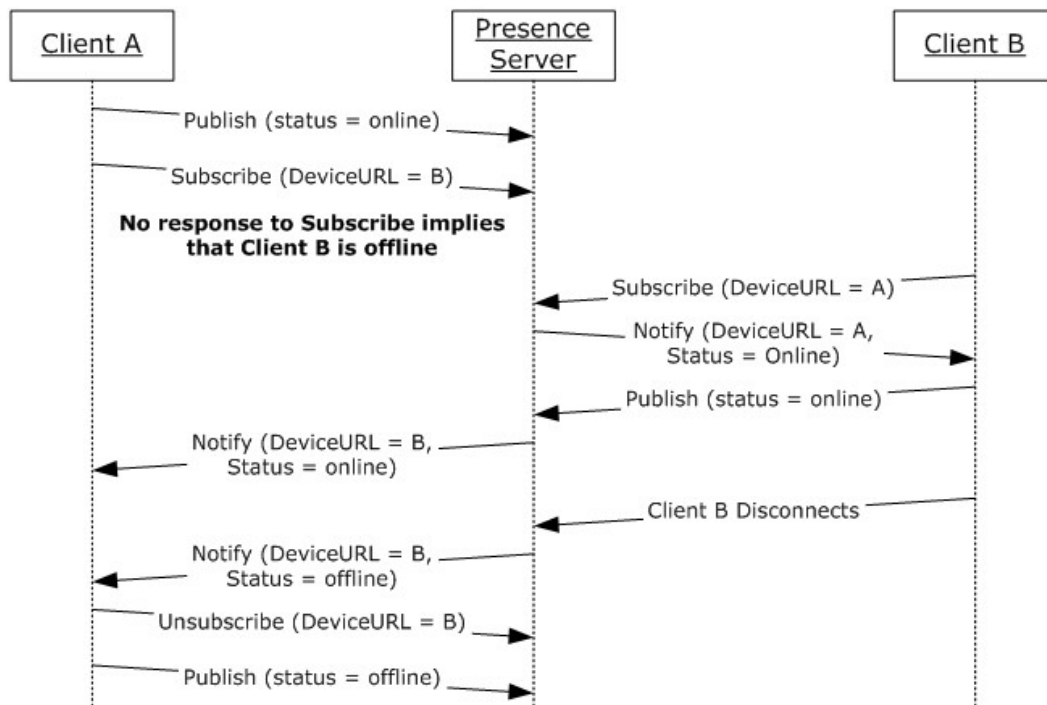 Client A
Presence
Server
Client B
Publish (status = online)
Subscribe (DeviceURL = B)
No response to Subscribe implies
that Client B is offline
Subscribe (DeviceURL = A)
Notify (DeviceURL = A,
Status = Online)
Publish (status = online)
Notify (DeviceURL = B,
Status = online)
Client B Disconnects
Notify (DeviceURL = B,
Status = offline)
Unsubscribe (DeviceURL = B)
Publish (status = offline)